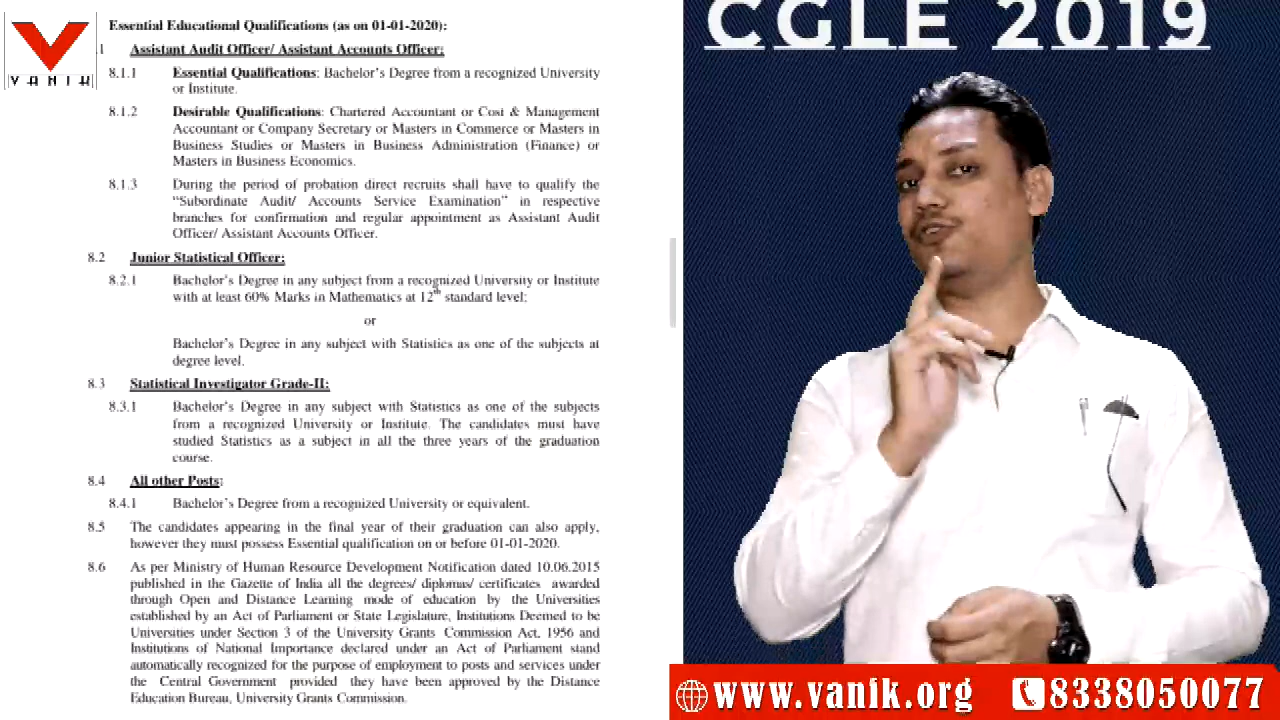 VANIK
Essential Educational Qualifications (as on 01-01-2020):
.1 Assistant Audit Officer/ Assistant Accounts Officer:
8.1.1 Essential Qualifications: Bachelor's Degree from a recognized University
or Institute.
8.1.2 Desirable Qualifications: Chartered Accountant or Cost & Management
Accountant or Company Secretary or Masters in Commerce or Masters in
Business Studies or Masters in Business Administration (Finance) or
Masters in Business Economics.
8.1.3 During the period of probation direct recruits shall have to qualify the
“Subordinate Audit/ Accounts Service Examination” in respective
branches for confirmation and regular appointment as Assistant Audit
Officer/ Assistant Accounts Officer.
8.2 Junior Statistical Officer:
8.2.1 Bachelor's Degree in any subject from a recognized University or Institute
with at least 60% Marks in Mathematics at 12th standard level;
or
Bachelor's Degree in any subject with Statistics as one of the subjects at
degree level.
8.3 Statistical Investigator Grade-II:
8.3.1 Bachelor's Degree in any subject with Statistics as one of the subjects
from a recognized University or Institute. The candidates must have
studied Statistics as a subject in all the three years of the graduation
course.
8.4 All other Posts:
8.4.1 Bachelor's Degree from a recognized University or equivalent.
8.5 The candidates appearing in the final year of their graduation can also apply,
however they must possess Essential qualification on or before 01-01-2020.
8.6 As per Ministry of Human Resource Development Notification dated 10.06.2015
published in the Gazette of India all the degrees/ diplomas/ certificates awarded
through Open and Distance Learning mode of education by the Universities
established by an Act of Parliament or State Legislature, Institutions Deemed to be
Universities under Section 3 of the University Grants Commission Act, 1956 and
Institutions of National Importance declared under an Act of Parliament stand
automatically recognized for the purpose of employment to posts and services under
the Central Government provided they have been approved by the Distance
Education Bureau, University Grants Commission.
CGLE 2019
www.vanik.org 8338050077